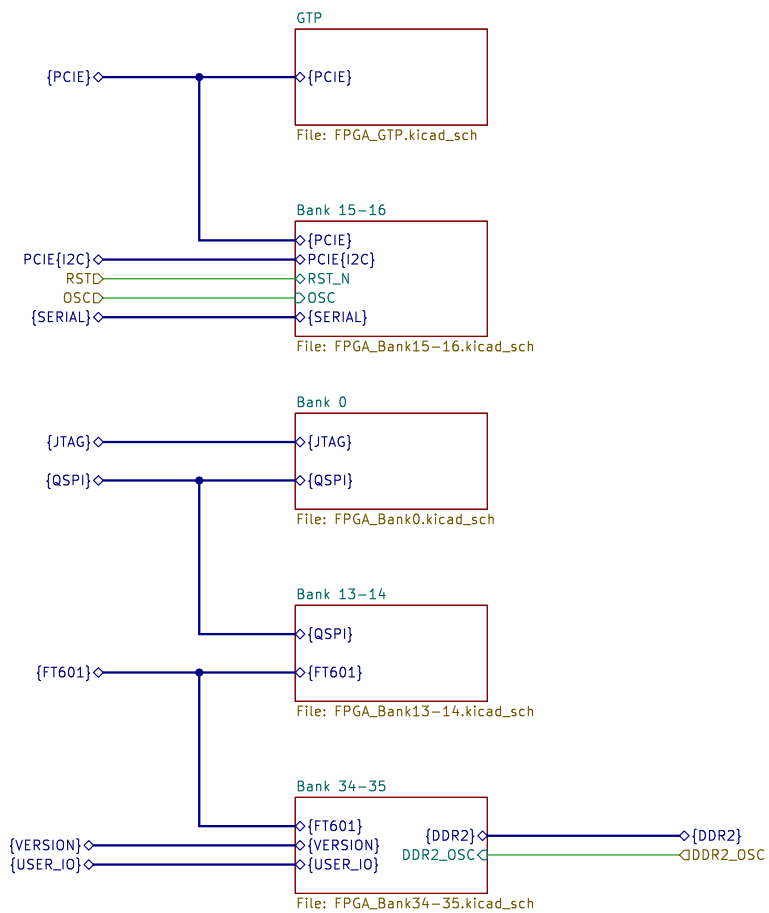 GTP
{PCIE} {PCIE}
File: FPGA_GTP.kicad_sch
Bank 15-16
{PCIE}
PCIE{I2C} PCIE{I2C}
RST RST_N
OSC OSC
{SERIAL} {SERIAL}
File: FPGA_Bank15-16.kicad_sch
Bank 0
{JTAG} {JTAG}
{QSPI} {QSPI}
File: FPGA_Bank0.kicad_sch
Bank 13-14
{QSPI}
{FT601} {FT601}
File: FPGA_Bank13-14.kicad_sch
Bank 34-35
{FT601}
{DDR2} {DDR2}
{VERSION} {VERSION}
DDR2_OSC DDR2_OSC
{USER_IO} {USER_IO}
File: FPGA_Bank34-35.kicad_sch